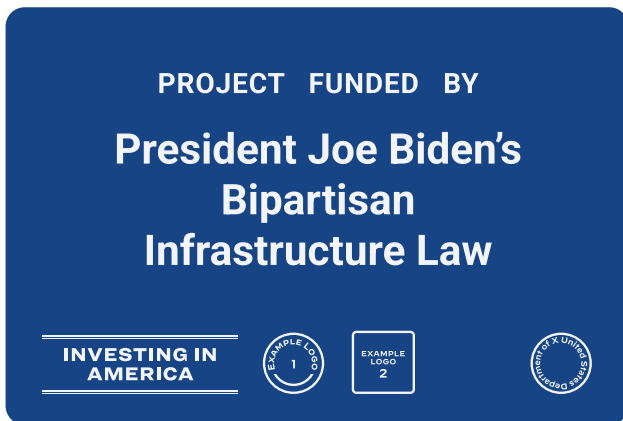 PROJECT FUNDED BY
President Joe Biden’s
Bipartisan
Infrastructure Law
INVESTING IN
AMERICA
EXAMPLE LOGO
1
EXAMPLE
LOGO
2
Department of X United States